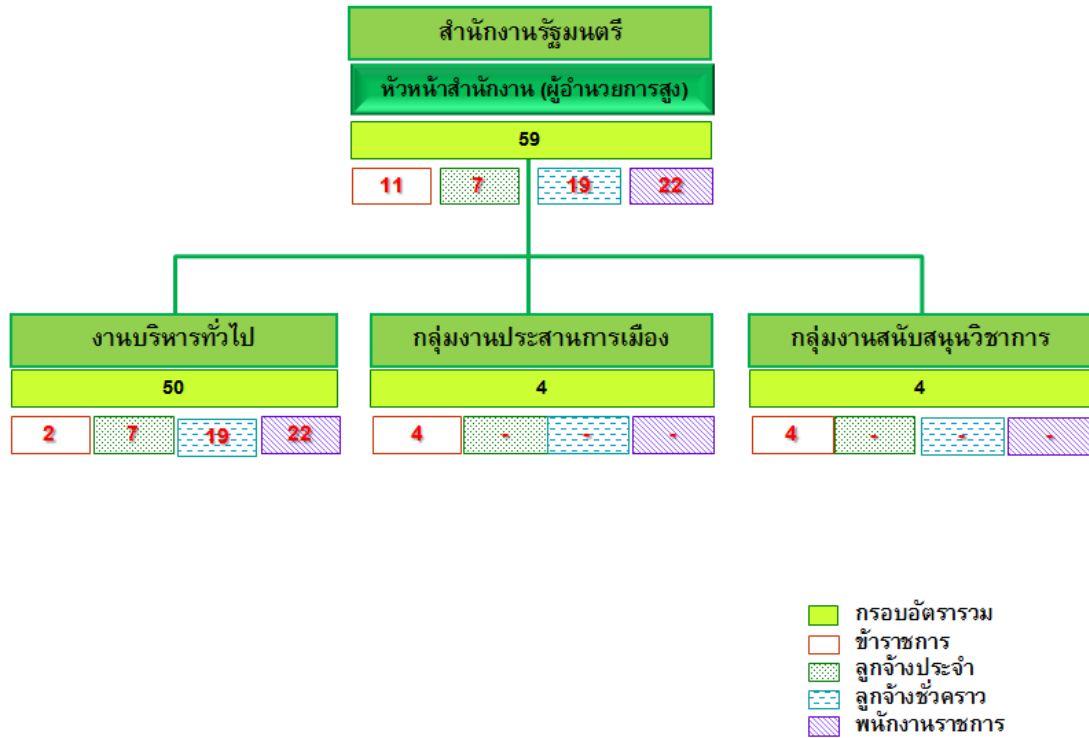 สำนักงานรัฐมนตรี
หัวหน้าสำนักงาน (ผู้อำนวยการสูง)
59
11 7 19 22
งานบริหารทั่วไป กลุ่มงานประสานการเมือง กลุ่มงานสนับสนุนวิชาการ
50 4 4
2 7 19 22 4 - - - 4 - - -
กรอบอัตรารวม
ข้าราชการ
ลูกจ้างประจำ
ลูกจ้างชั่วคราว
พนักงานราชการ